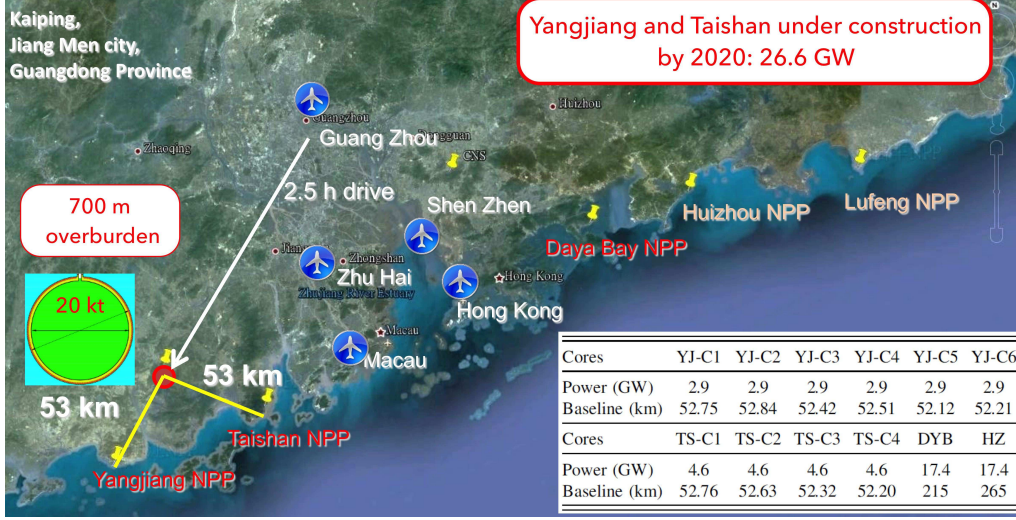 Kaiping,
Jiang Men city,
Guangdong Province
Yangjiang and Taishan under construction
by 2020: 26.6 GW
N
Huizhou
Guangzhou
Guang Zhou
Zhaoqing
CNS
2.5 h drive
Lufeng NPP
Huizhou NPP
700 m
overburden
Shen Zhen
Daya Bay NPP
Zhongshan
Zhu Hai
Hong Kong
Zhujiang River Estuary
20 kt
Hong Kong
Macau
Macau
53 km
53 km
Taishan NPP
Yangjiang NPP
Cores YJ-C1 YJ-C2 YJ-C3 YJ-C4 YJ-C5 YJ-C6
Power (GW) 2.9 2.9 2.9 2.9 2.9 2.9
Baseline (km) 52.75 52.84 52.42 52.51 52.12 52.21
Cores TS-C1 TS-C2 TS-C3 TS-C4 DYB HZ
Power (GW) 4.6 4.6 4.6 4.6 17.4 17.4
Baseline (km) 52.76 52.63 52.32 52.20 215 265